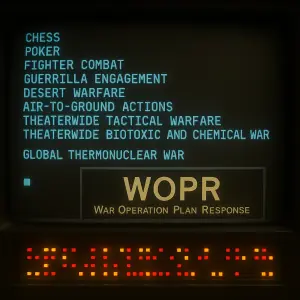 CHESS
POKER
FIGHTER COMBAT
GUERRILLA ENGAGEMENT
DESERT WARFARE
AIR-TO-GROUND ACTIONS
THEATERWIDE TACTICAL WARFARE
THEATERWIDE BIOTOXIC AND CHEMICAL WAR
GLOBAL THERMONUCLEAR WAR
WOPR
WAR OPERATION PLAN RESPONSE